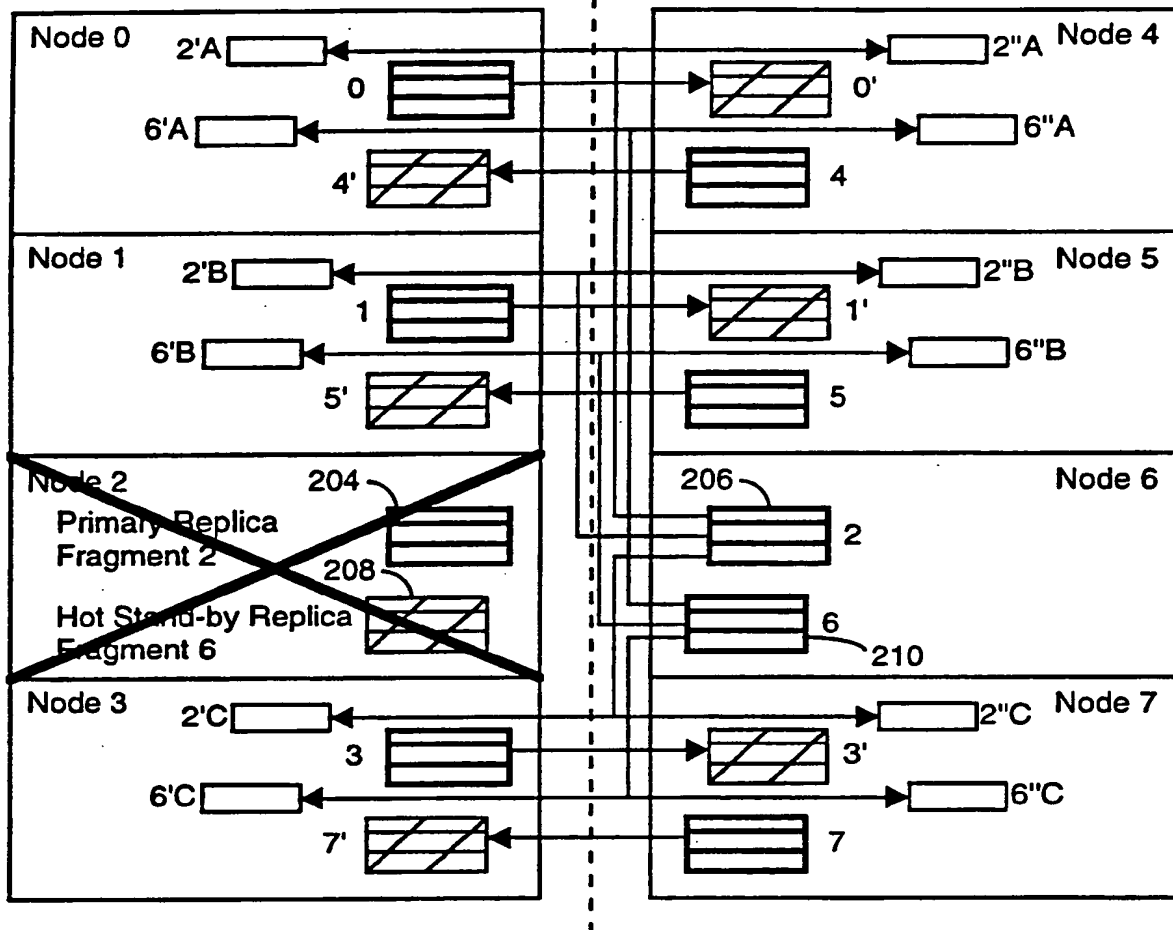 Node 0
2'A
0
6'A
4'
2"A
Node 4
0'
6"A
4
Node 1
2'B
1
6'B
5'
2"B
Node 5
1'
6"B
5
Node 2
204
Primary Replica
Fragment 2
208
Hot Stand-by Replica
Fragment 6
206
Node 6
2
6
210
Node 3
2'C
3
6'C
7'
2"C
Node 7
3'
6"C
7